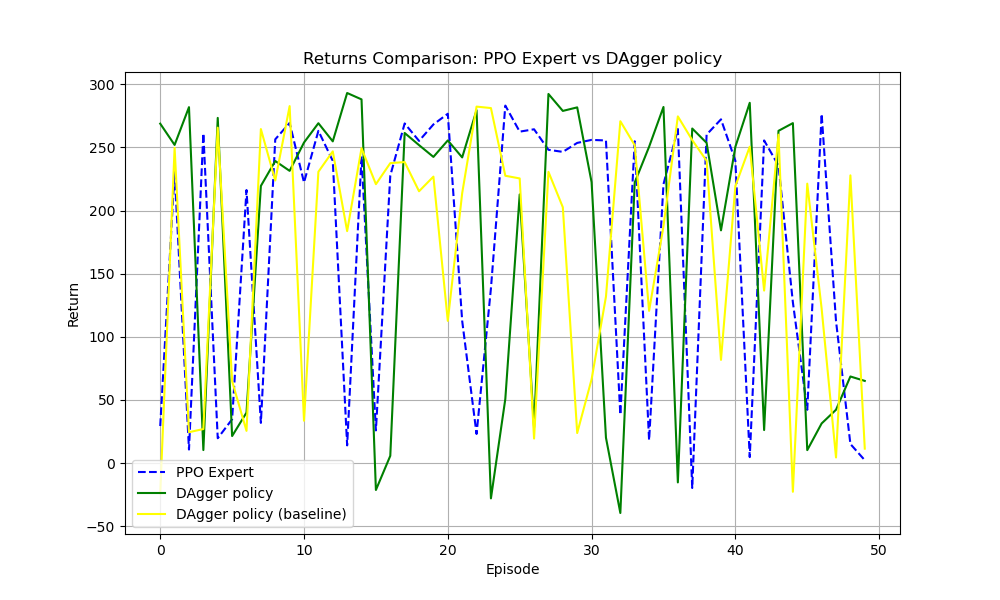 Returns Comparison: PPO Expert vs DAgger policy
Return
300
250
200
150
100
50
0
−50
PPO Expert
DAgger policy
DAgger policy (baseline)
0
10
20
30
40
50
Episode